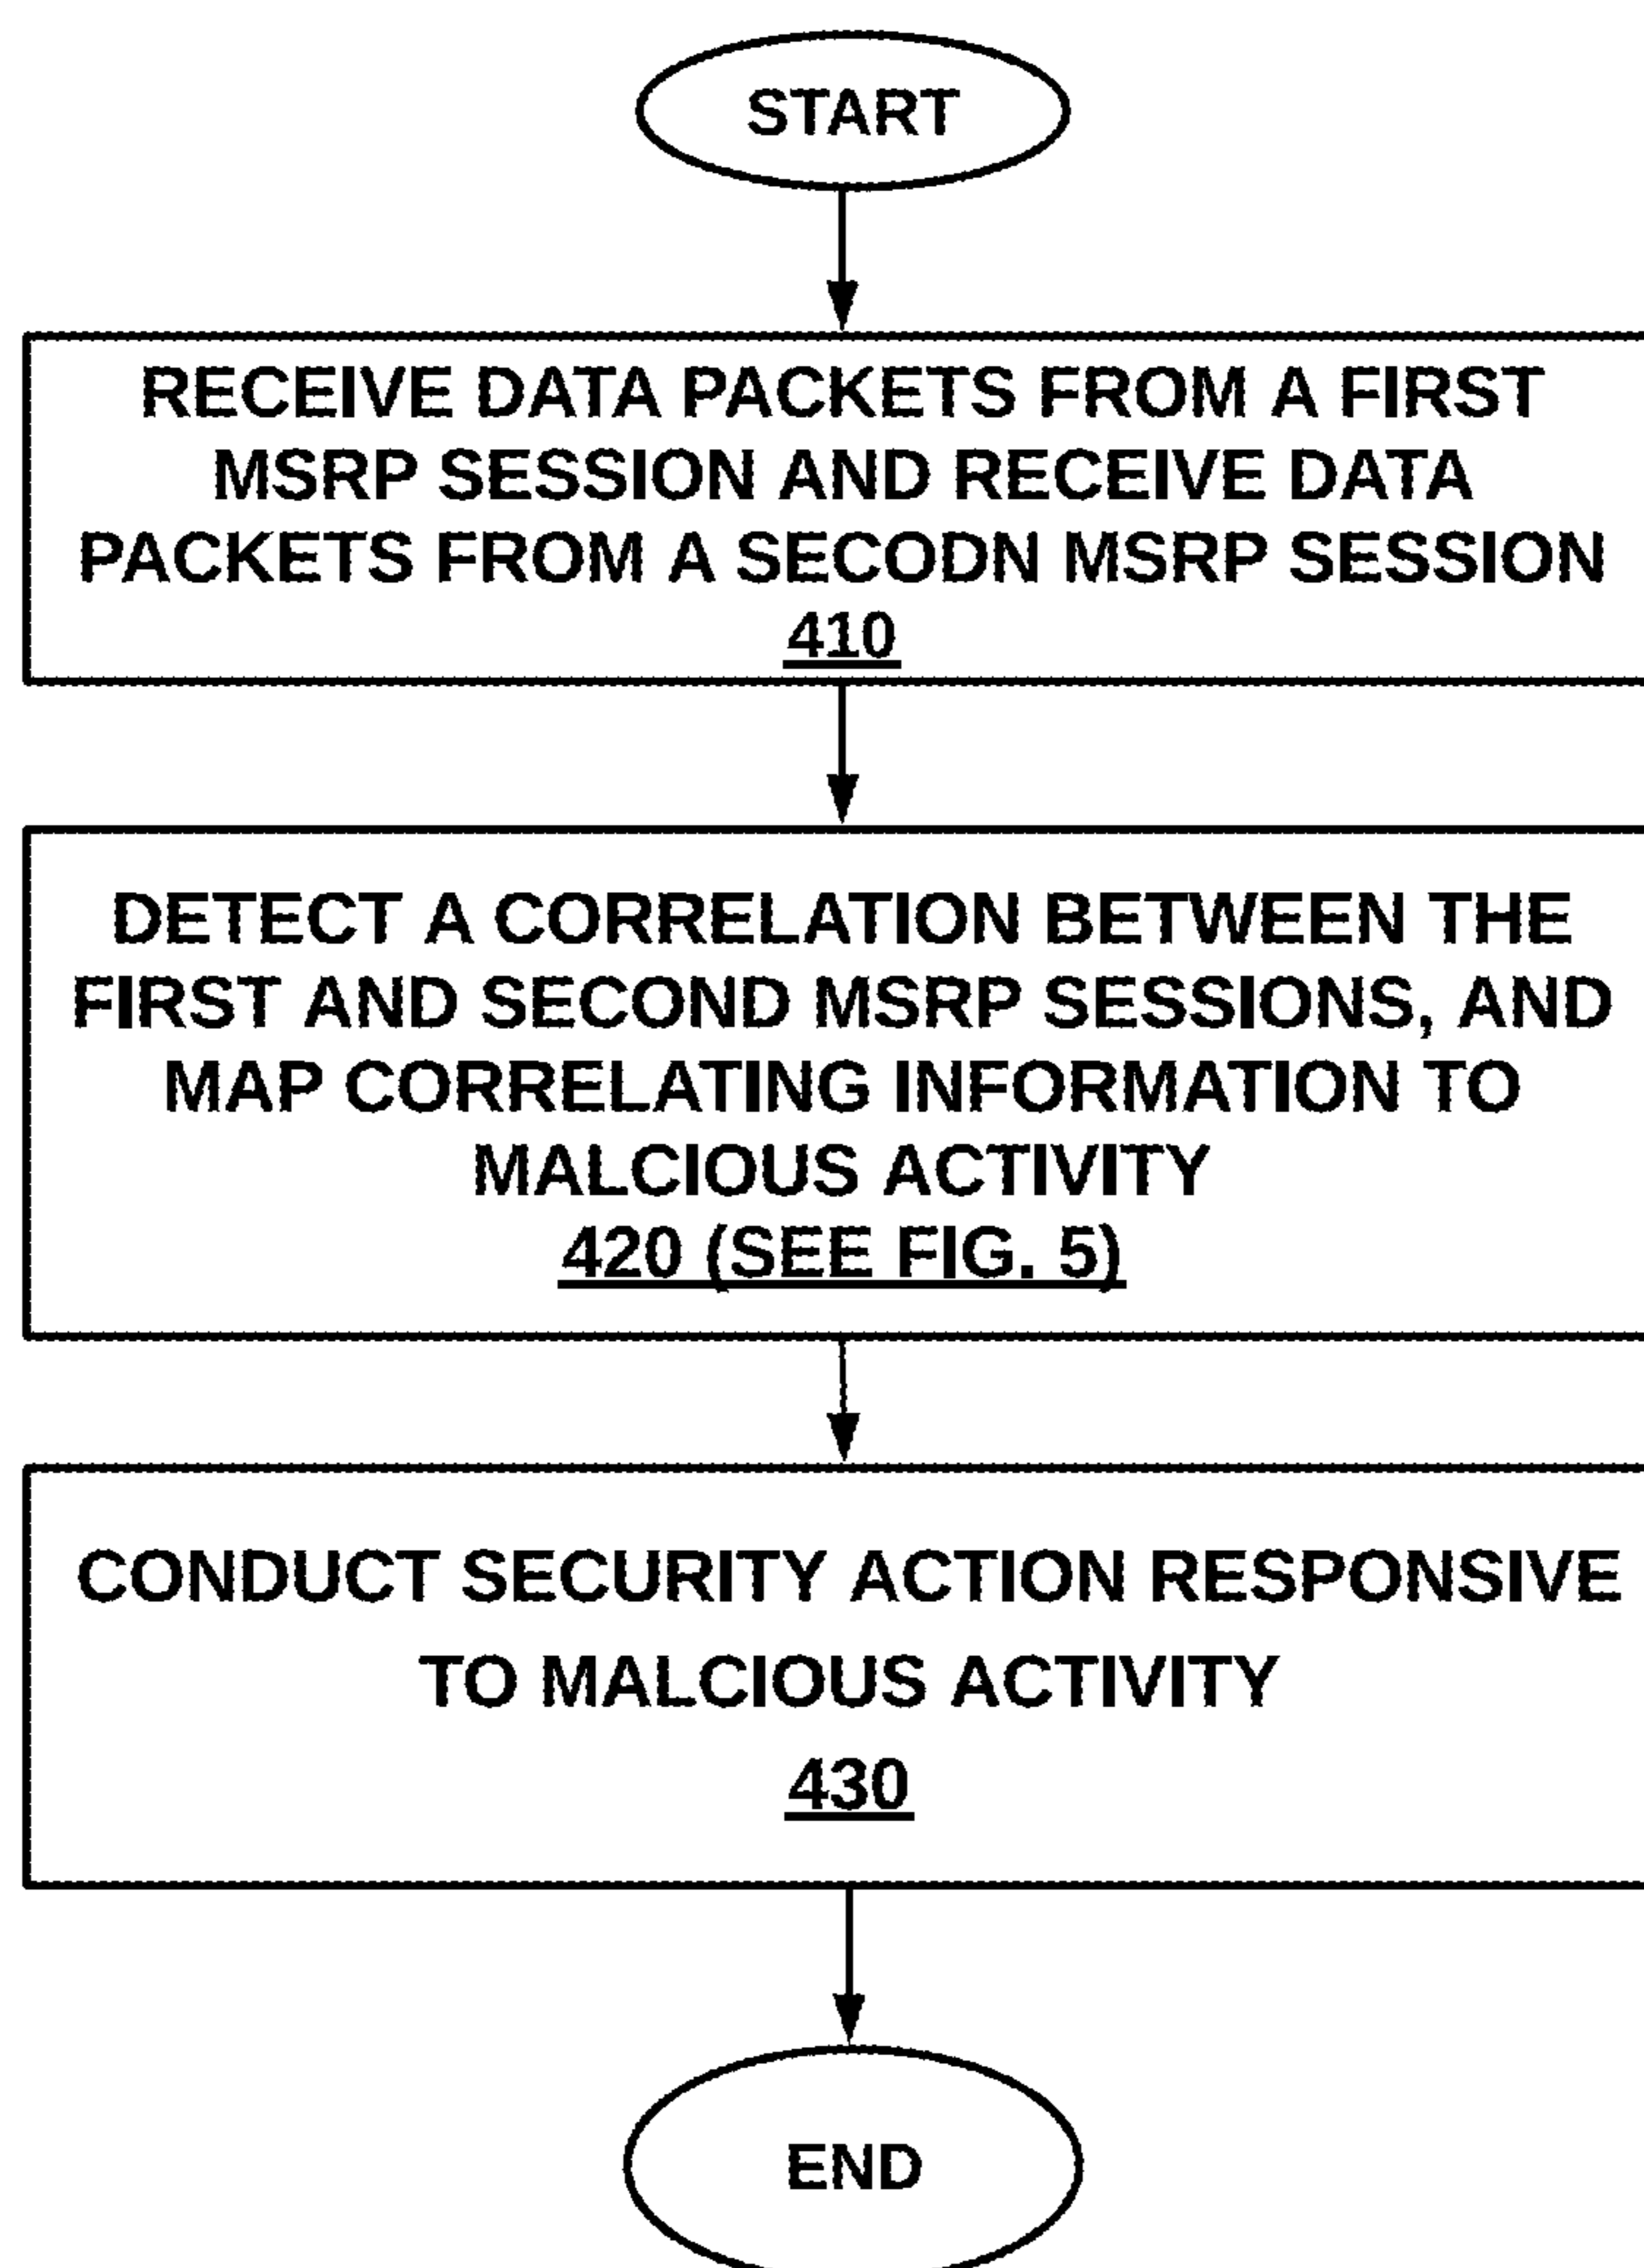 START
RECEIVE DATA PACKETS FROM A FIRST
MSRP SESSION AND RECEIVE DATA
PACKETS FROM A SECODN MSRP SESSION
410
DETECT A CORRELATION BETWEEN THE
FIRST AND SECOND MSRP SESSIONS, AND
MAP CORRELATING INFORMATION TO
MALCIOUS ACTIVITY
420 (SEE FIG. 5)
CONDUCT SECURITY ACTION RESPONSIVE
TO MALCIOUS ACTIVITY
430
END